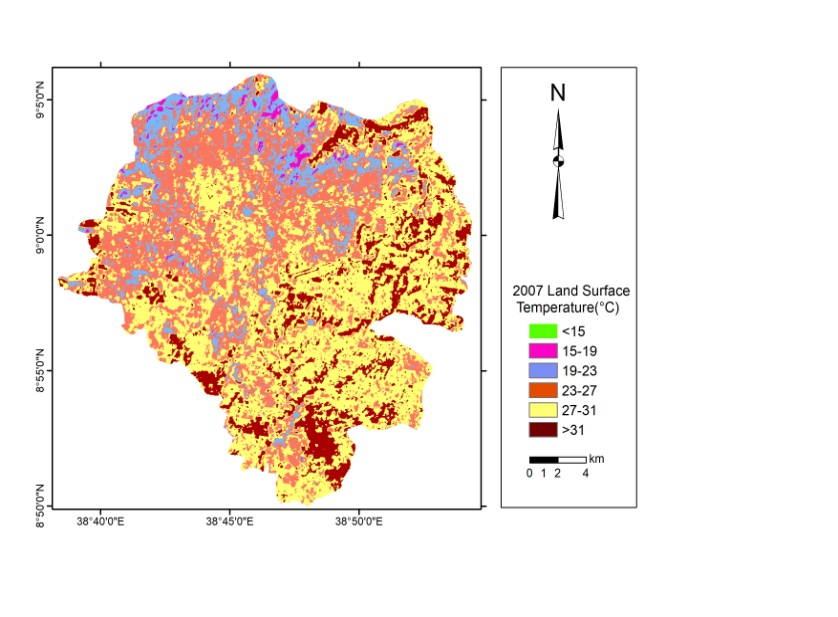 N
9°5'0"N
9°0'0"N
8°55'0"N
8°50'0"N
38°40'0"E 38°45'0"E 38°50'0"E
2007 Land Surface
Temperature(°C)
<15
15-19
19-23
23-27
27-31
>31
km
0 1 2 4